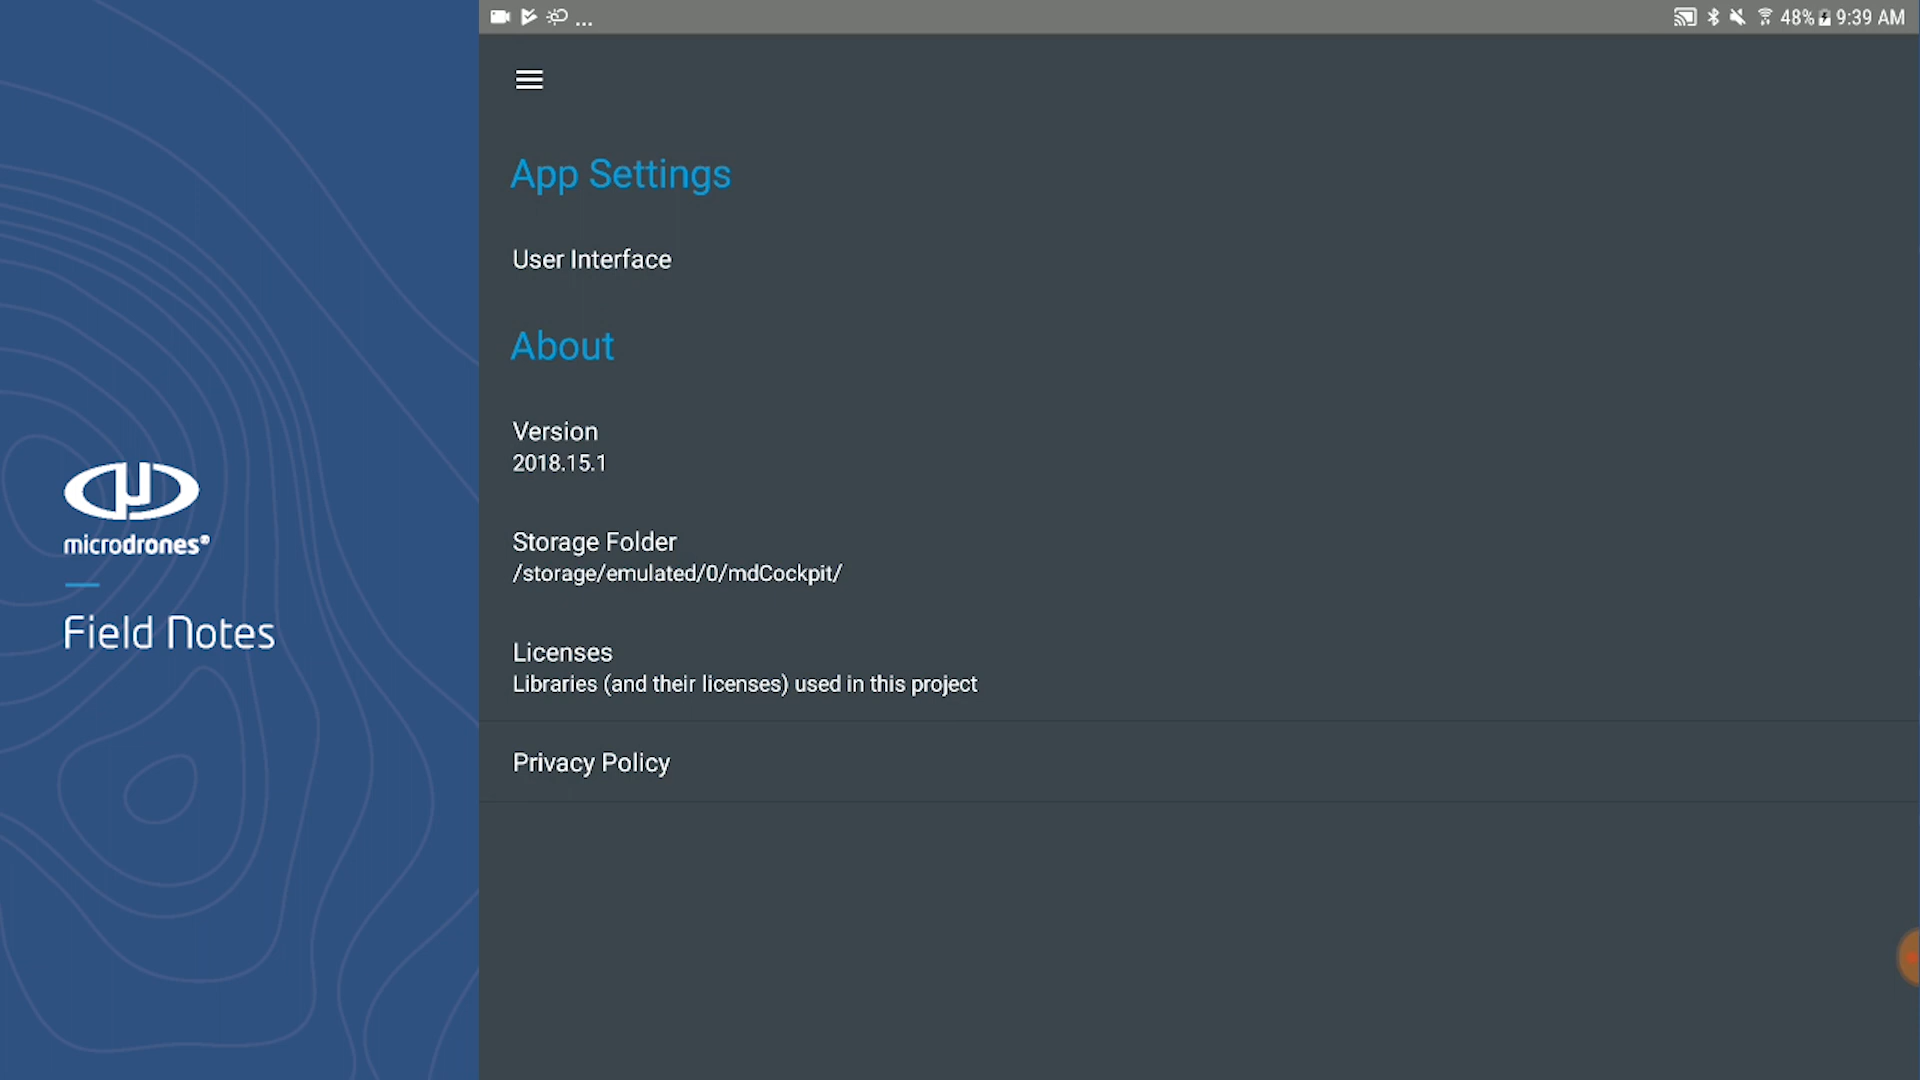 microdrones®
Field Notes
...
48% 9:39 AM
App Settings
User Interface
About
Version
2018.15.1
Storage Folder
/storage/emulated/0/mdCockpit/
Licenses
Libraries (and their licenses) used in this project
Privacy Policy